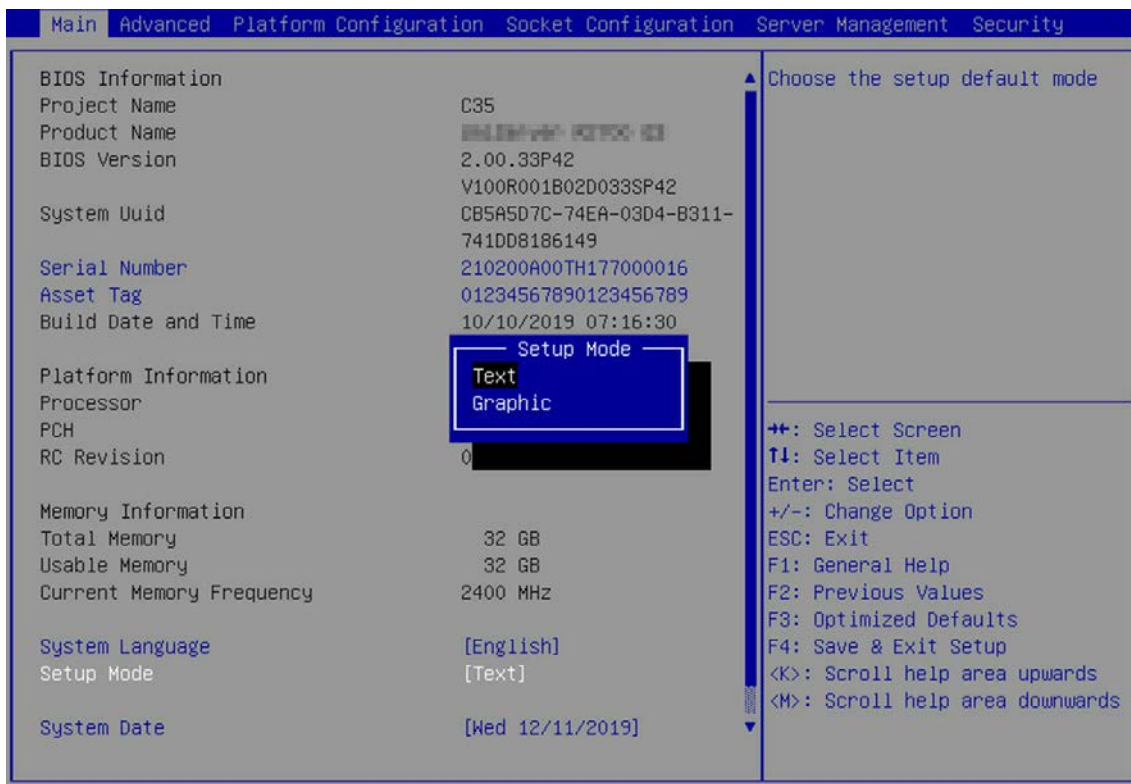 Main Advanced Platform Configuration Socket Configuration Server Management Security
BIOS Information
Project Name C35
Product Name
BIOS Version 2.00.33P42
V100R001B02D033SP42
System Uuid CB5A5D7C-74EA-03D4-B311-
741DD8186149
Serial Number 210200A00TH177000016
Asset Tag 01234567890123456789
Build Date and Time 10/10/2019 07:16:30
Platform Information
Processor
PCH
RC Revision 0
Memory Information
Total Memory 32 GB
Usable Memory 32 GB
Current Memory Frequency 2400 MHz
System Language [English]
Setup Mode [Text]
System Date [Wed 12/11/2019]
Setup Mode
Text
Graphic
Choose the setup default mode
→←: Select Screen
↑↓: Select Item
Enter: Select
+/-: Change Option
ESC: Exit
F1: General Help
F2: Previous Values
F3: Optimized Defaults
F4: Save & Exit Setup
<K>: Scroll help area upwards
<M>: Scroll help area downwards